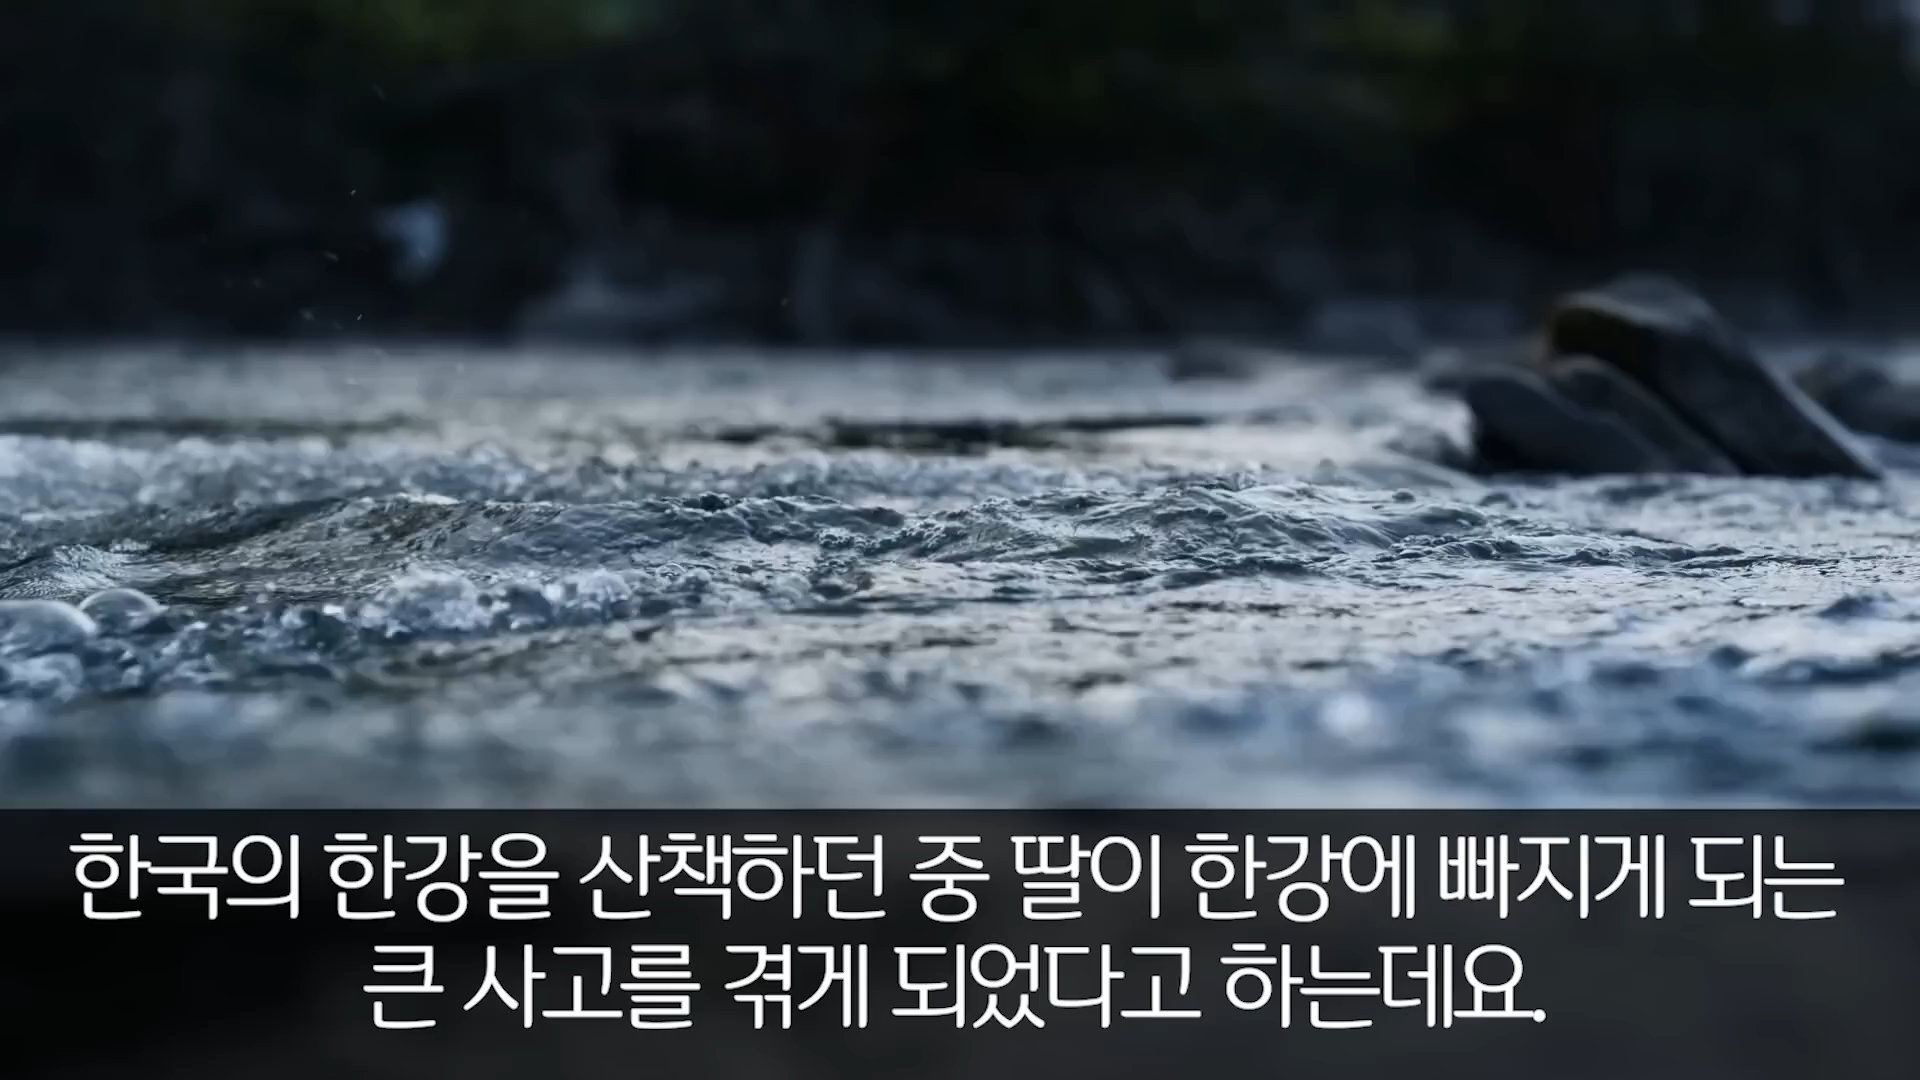 한국의 한강을 산책하던 중 딸이 한강에 빠지게 되는
큰 사고를 겪게 되었다고 하는데요.